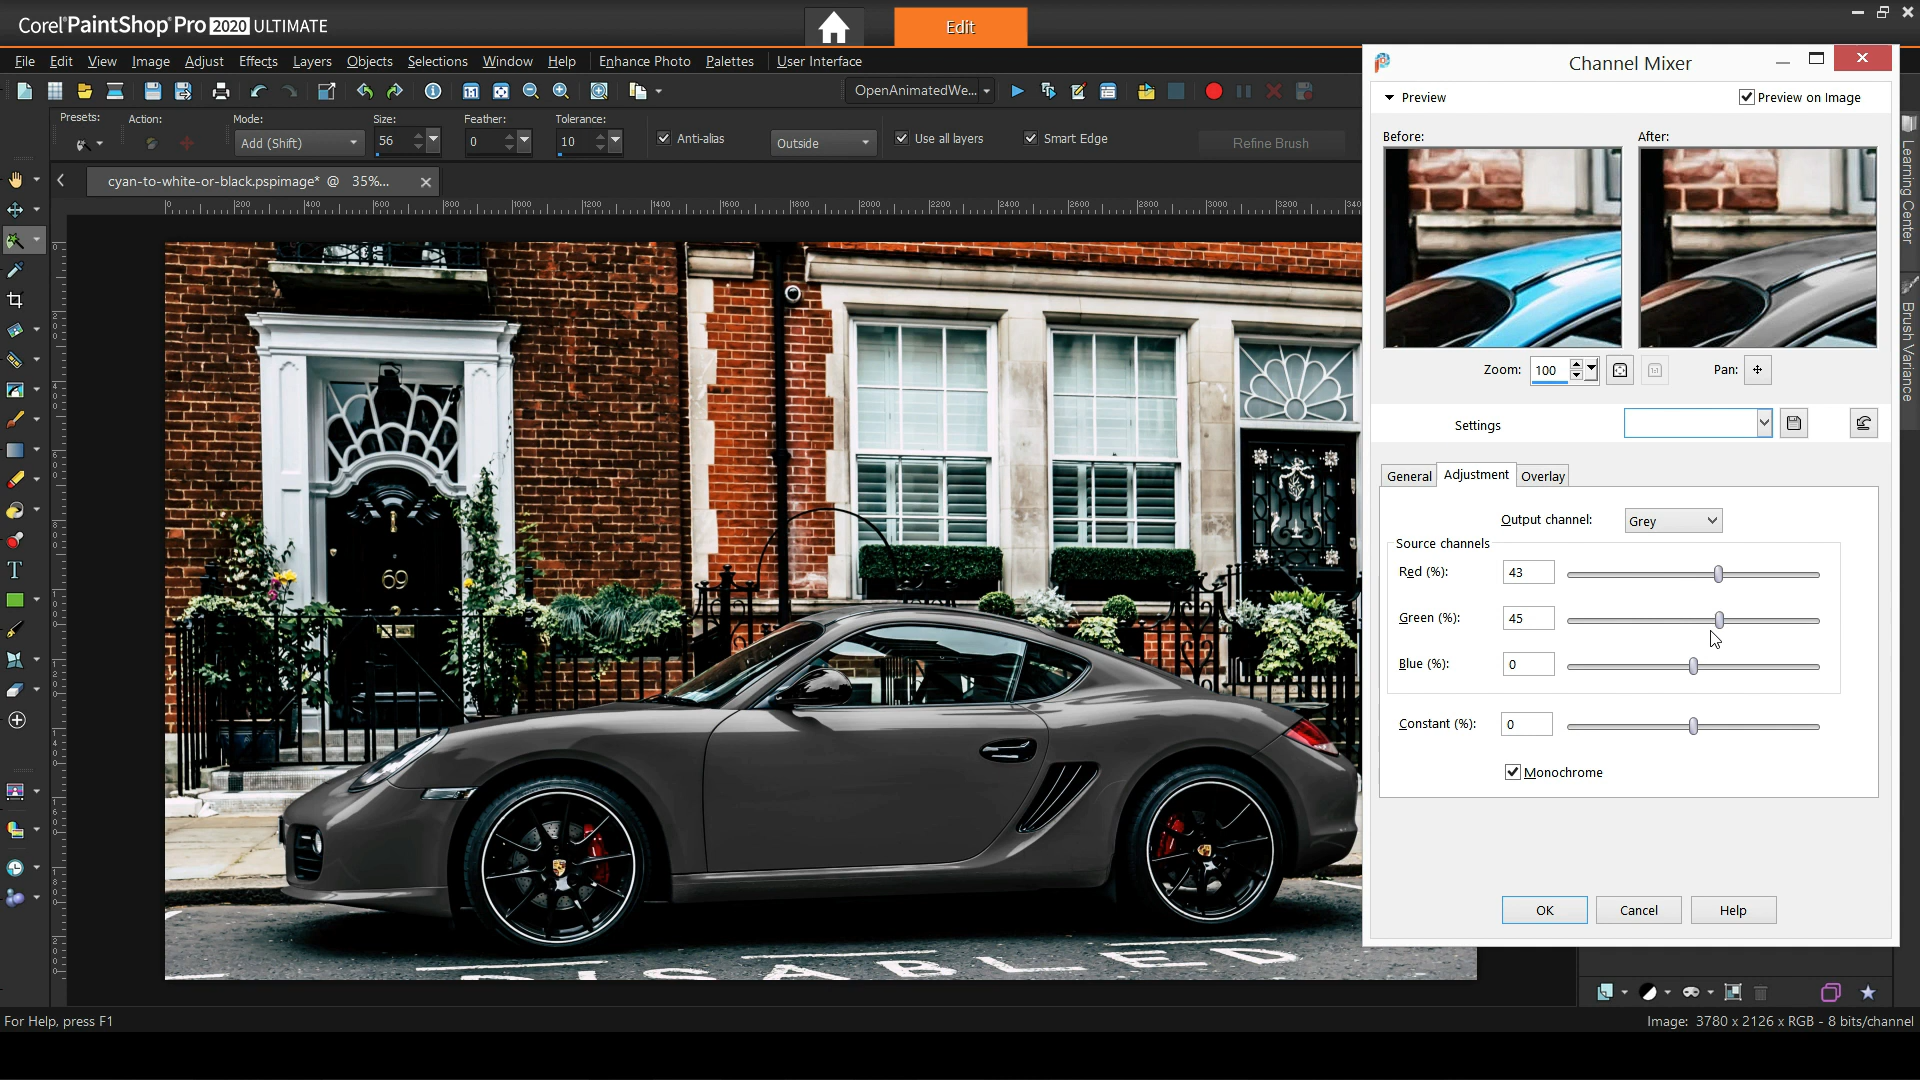 Corel PaintShop Pro 2020 ULTIMATE
Edit
File Edit View Image Adjust Effects Layers Objects Selections Window Help Enhance Photo Palettes User Interface
OpenAnimatedWe...
Presets: Action: Mode: Size: Feather: Tolerance:
Add (Shift) 56 0 10 Anti-alias Outside Use all layers Smart Edge Refine Brush
cyan-to-white-or-black.pspimage* @ 35%...
Channel Mixer
Preview Preview on Image
Before: After:
Zoom: 100 Pan:
Settings
General Adjustment Overlay
Output channel: Grey
Source channels
Red (%): 43
Green (%): 45
Blue (%): 0
Constant (%): 0
Monochrome
OK Cancel Help
Learning Center
Brush Variance
69
DISABLED
For Help, press F1
Image: 3780 x 2126 x RGB - 8 bits/channel